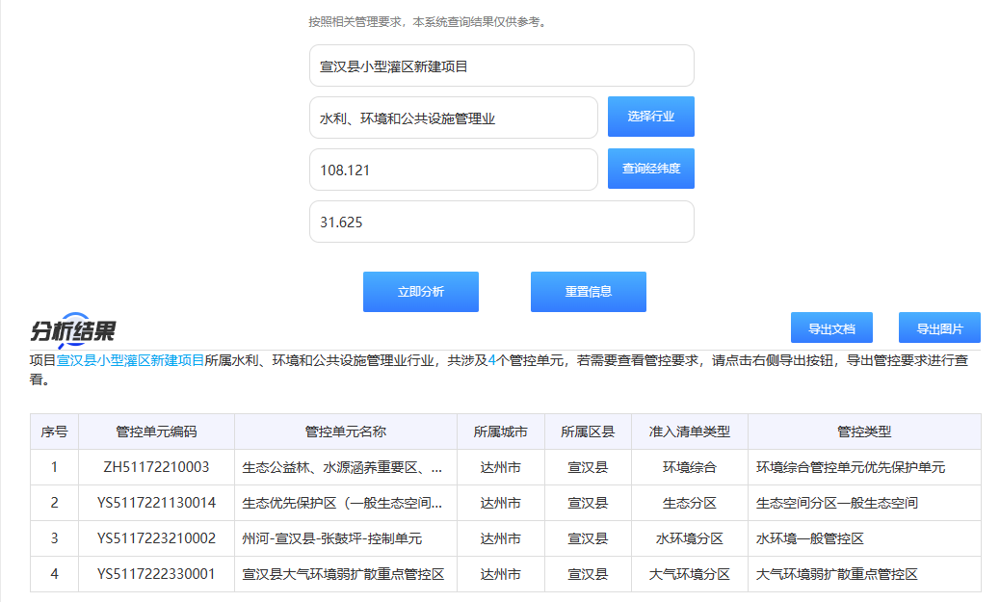 按照相关管理要求，本系统查询结果仅供参考。
宣汉县小型灌区新建项目
水利、环境和公共设施管理业 选择行业
108.121 查询经纬度
31.625
立即分析 重置信息
分析结果 导出文档 导出图片
项目宣汉县小型灌区新建项目所属水利、环境和公共设施管理业行业，共涉及4个管控单元，若需要查看管控要求，请点击右侧导出按钮，导出管控要求进行查
看。
序号 管控单元编码 管控单元名称 所属城市 所属区县 准入清单类型 管控类型
1 ZH51172210003 生态公益林、水源涵养重要区、... 达州市 宣汉县 环境综合 环境综合管控单元优先保护单元
2 YS5117221130014 生态优先保护区（一般生态空间... 达州市 宣汉县 生态分区 生态空间分区一般生态空间
3 YS5117223210002 州河-宣汉县-张鼓坪-控制单元 达州市 宣汉县 水环境分区 水环境一般管控区
4 YS5117222330001 宣汉县大气环境弱扩散重点管控区 达州市 宣汉县 大气环境分区 大气环境弱扩散重点管控区